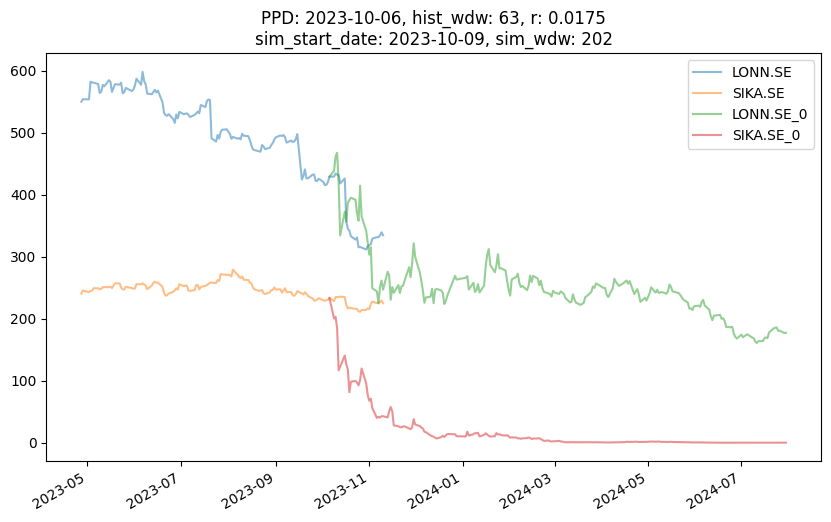 PPD: 2023-10-06, hist_wdw: 63, r: 0.0175
sim_start_date: 2023-10-09, sim_wdw: 202
LONN.SE
SIKA.SE
LONN.SE_0
SIKA.SE_0
600
500
400
300
200
100
0
2023-05
2023-07
2023-09
2023-11
2024-01
2024-03
2024-05
2024-07